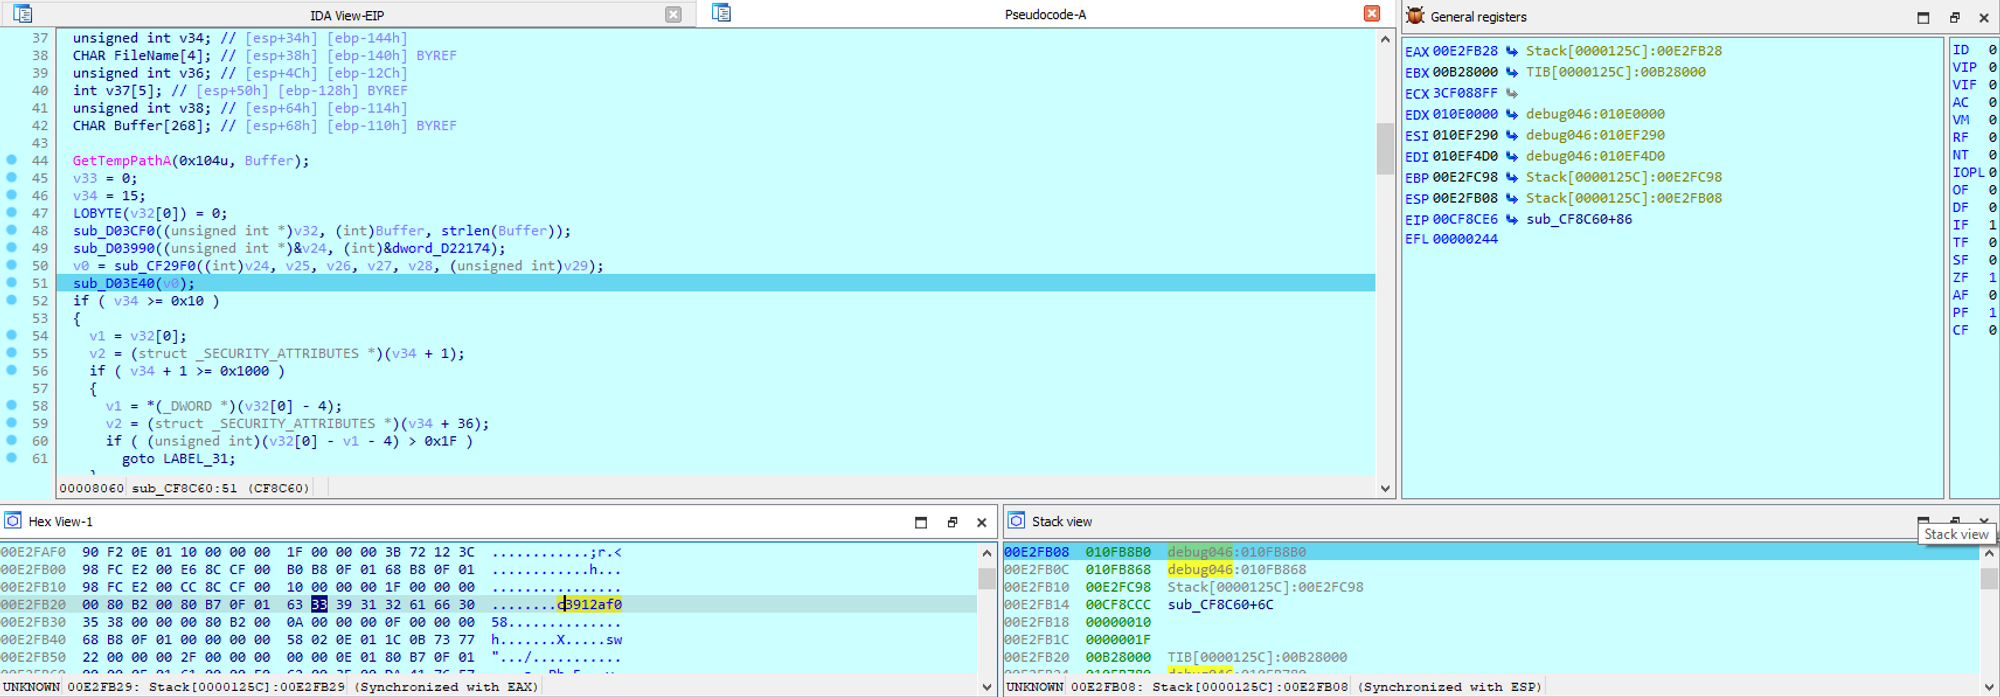 IDA View-EIP
Pseudocode-A
37 unsigned int v34; // [esp+34h] [ebp-144h]
38 CHAR FileName[4]; // [esp+38h] [ebp-140h] BYREF
39 unsigned int v36; // [esp+4Ch] [ebp-12Ch]
40 int v37[5]; // [esp+50h] [ebp-128h] BYREF
41 unsigned int v38; // [esp+64h] [ebp-114h]
42 CHAR Buffer[268]; // [esp+68h] [ebp-110h] BYREF
43
44 GetTempPathA(0x104u, Buffer);
45 v33 = 0;
46 v34 = 15;
47 LOBYTE(v32[0]) = 0;
48 sub_D03CF0((unsigned int *)v32, (int)Buffer, strlen(Buffer));
49 sub_D03990((unsigned int *)&v24, (int)&dword_D22174);
50 v0 = sub_CF29F0((int)v24, v25, v26, v27, v28, (unsigned int)v29);
51 sub_D03E40(v0);
52 if ( v34 >= 0x10 )
53 {
54 v1 = v32[0];
55 v2 = (struct _SECURITY_ATTRIBUTES *)(v34 + 1);
56 if ( v34 + 1 >= 0x1000 )
57 {
58 v1 = *(_DWORD *)(v32[0] - 4);
59 v2 = (struct _SECURITY_ATTRIBUTES *)(v34 + 36);
60 if ( (unsigned int)(v32[0] - v1 - 4) > 0x1F )
61 goto LABEL_31;
00008060 sub_CF8C60:51 (CF8C60)
General registers
EAX 00E2FB28 Stack[0000125C]:00E2FB28
EBX 00B28000 TIB[0000125C]:00B28000
ECX 3CF088FF
EDX 010E0000 debug046:010E0000
ESI 010EF290 debug046:010EF290
EDI 010EF4D0 debug046:010EF4D0
EBP 00E2FC98 Stack[0000125C]:00E2FC98
ESP 00E2FB08 Stack[0000125C]:00E2FB08
EIP 00CF8CE6 sub_CF8C60+86
EFL 00000244
ID 0
VIP 0
VIF 0
AC 0
VM 0
RF 0
NT 0
IOPL 0
OF 0
DF 0
IF 1
TF 0
SF 0
ZF 1
AF 0
PF 1
CF 0
Hex View-1
00E2FAF0 90 F2 0E 01 10 00 00 00 1F 00 00 00 3B 72 12 3C ............;r.<
00E2FB00 98 FC E2 00 E6 8C CF 00 B0 B8 0F 01 68 B8 0F 01 ............h...
00E2FB10 98 FC E2 00 CC 8C CF 00 10 00 00 00 1F 00 00 00 ................
00E2FB20 00 80 B2 00 80 B7 0F 01 63 33 39 31 32 61 66 30 ........c3912af0
00E2FB30 35 38 00 00 00 80 B2 00 0A 00 00 00 0F 00 00 00 58..............
00E2FB40 68 B8 0F 01 00 00 00 00 58 02 0E 01 1C 0B 73 77 h.......X.....sw
00E2FB50 22 00 00 00 2F 00 00 00 00 00 0E 01 80 B7 0F 01 ".../...........
UNKNOWN 00E2FB29: Stack[0000125C]:00E2FB29 (Synchronized with EAX)
Stack view
Stack view
00E2FB08 010FB8B0 debug046:010FB8B0
00E2FB0C 010FB868 debug046:010FB868
00E2FB10 00E2FC98 Stack[0000125C]:00E2FC98
00E2FB14 00CF8CCC sub_CF8C60+6C
00E2FB18 00000010
00E2FB1C 0000001F
00E2FB20 00B28000 TIB[0000125C]:00B28000
UNKNOWN 00E2FB08: Stack[0000125C]:00E2FB08 (Synchronized with ESP)